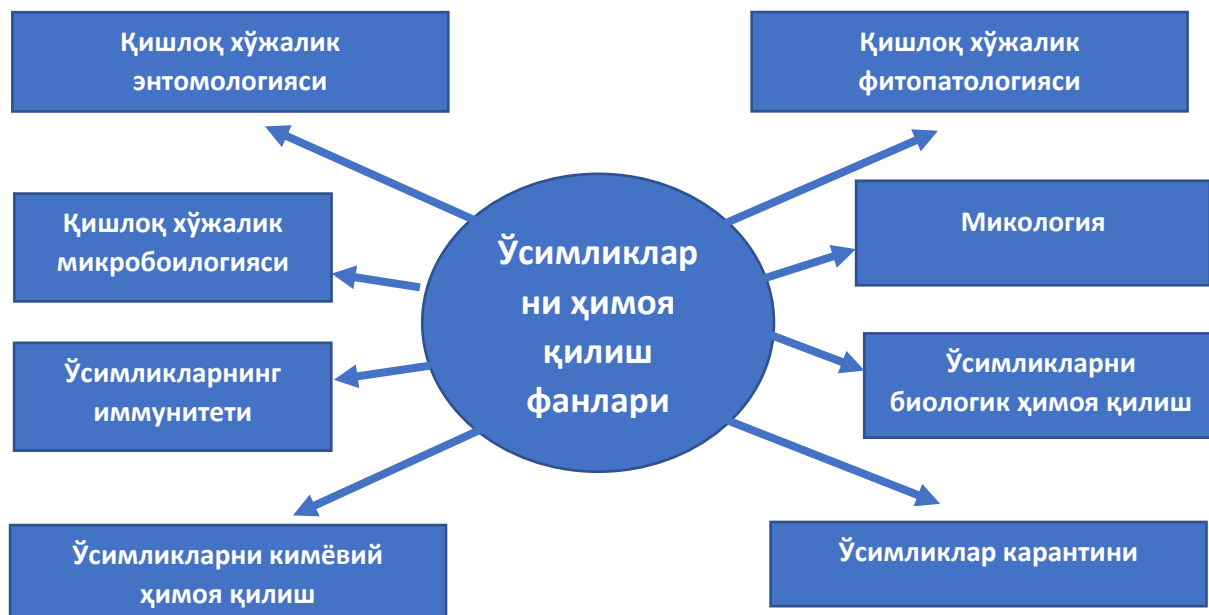 Қишлоқ хўжалик
энтомологияси
Қишлоқ хўжалик
фитопатологияси
Қишлоқ хўжалик
микробоилогияси
Микология
Ўсимликлар
ни ҳимоя
қилиш
фанлари
Ўсимликларнинг
иммунитети
Ўсимликларни
биологик ҳимоя қилиш
Ўсимликларни кимёвий
ҳимоя қилиш
Ўсимликлар карантини